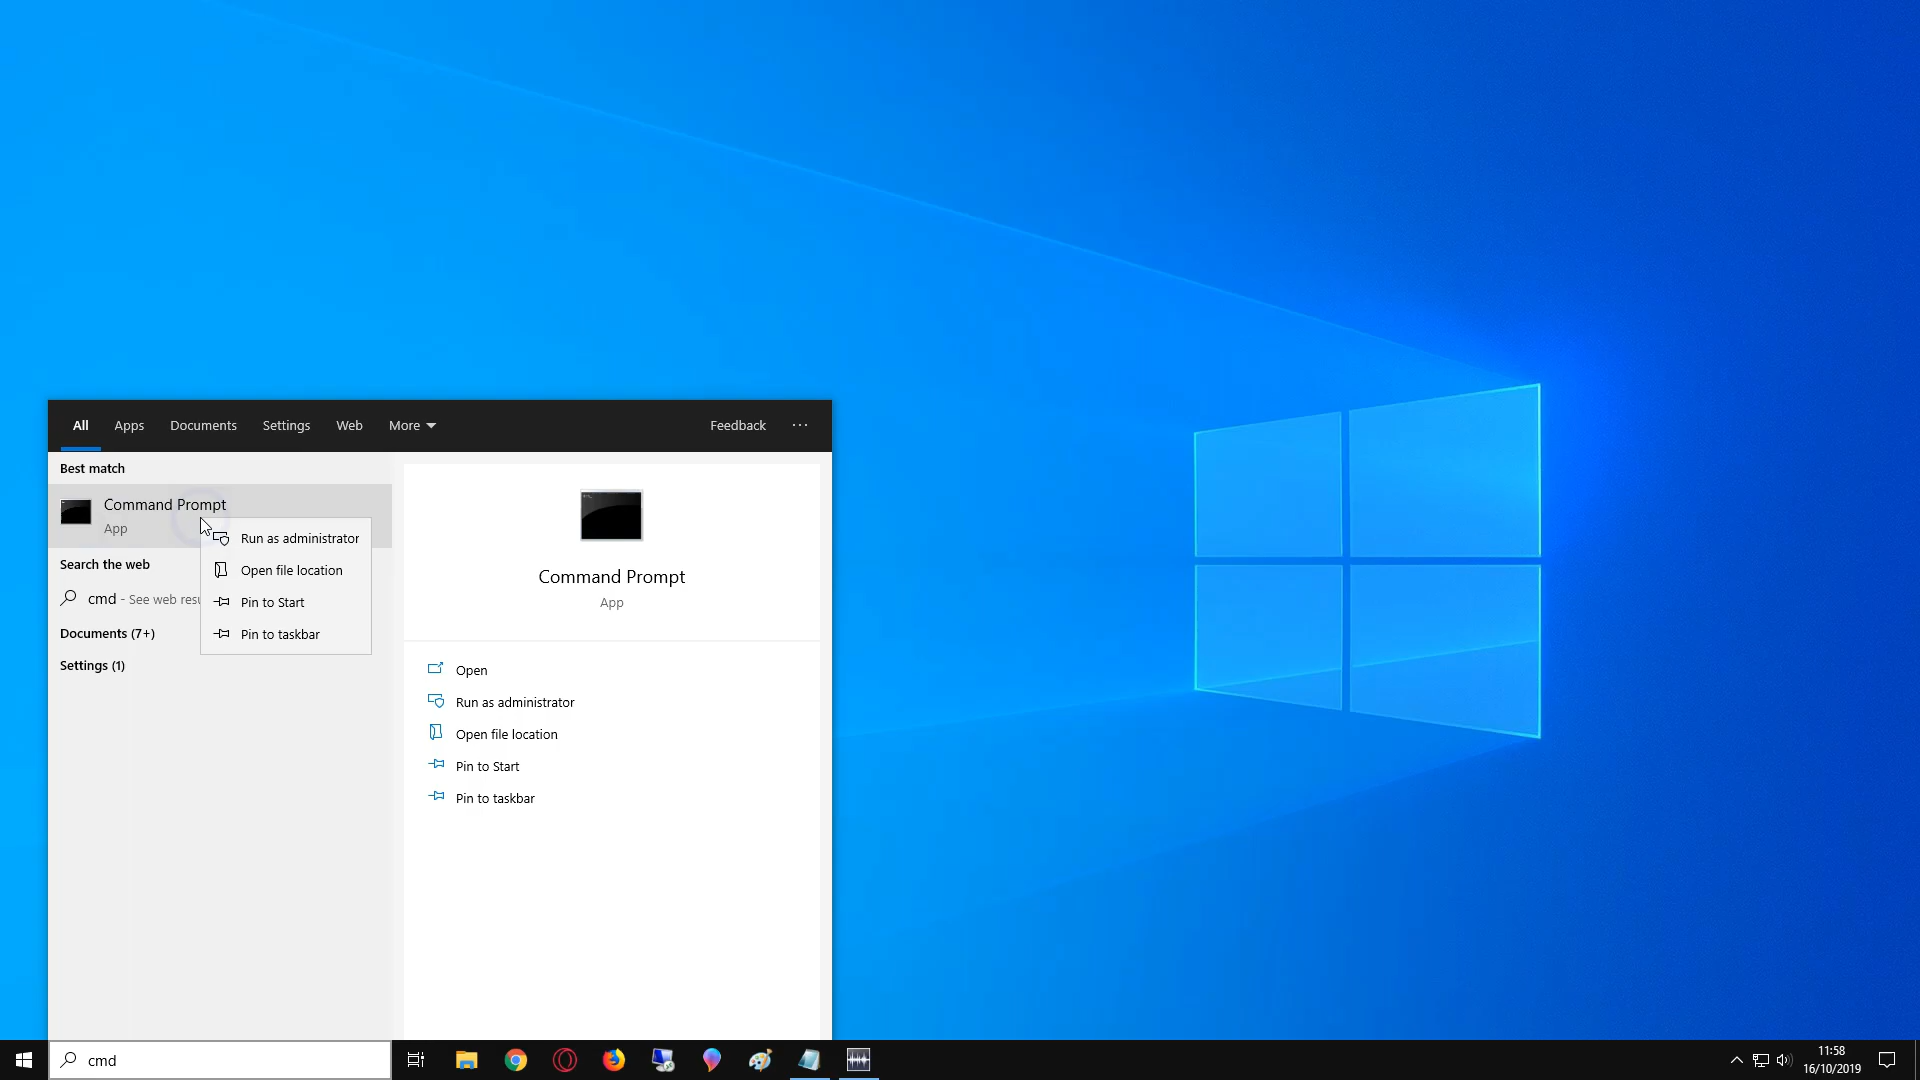 All Apps Documents Settings Web More Feedback ···
Best match
Command Prompt
App
Run as administrator
Open file location
Pin to Start
Pin to taskbar
Search the web
cmd - See web resu
Documents (7+)
Settings (1)
Command Prompt
App
Open
Run as administrator
Open file location
Pin to Start
Pin to taskbar
cmd
11:58
16/10/2019